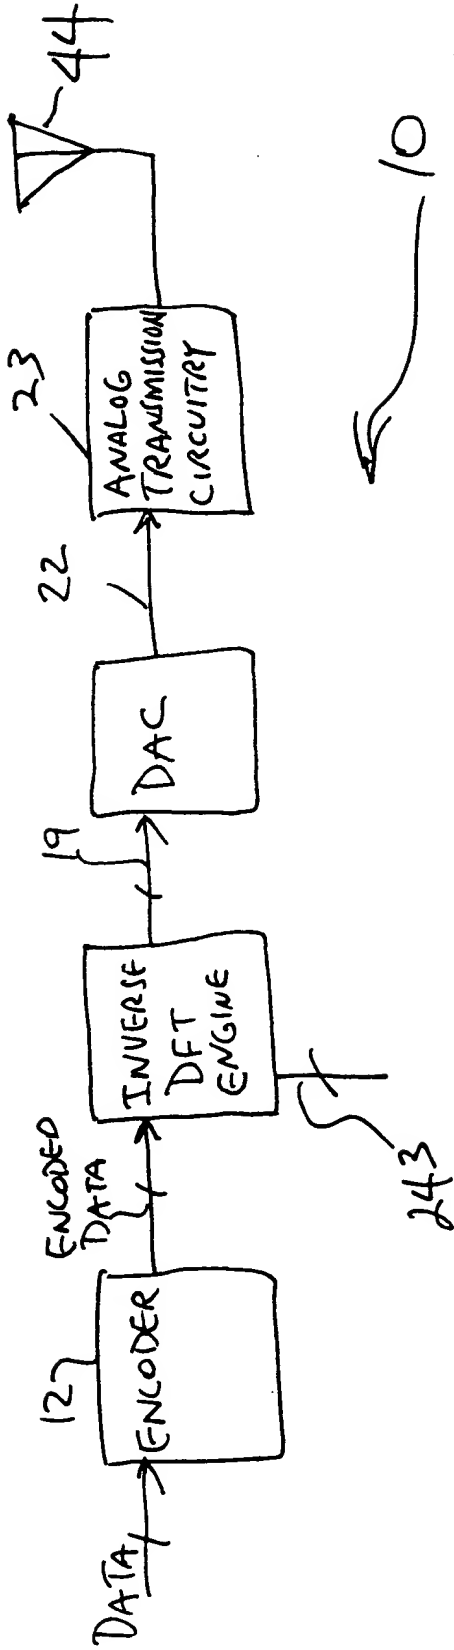 DATA
12
ENCODER
ENCODED
DATA
INVERSE
DFT
ENGINE
243
19
DAC
22
23
ANALOG
TRANSMISSION
CIRCUITRY
44
10